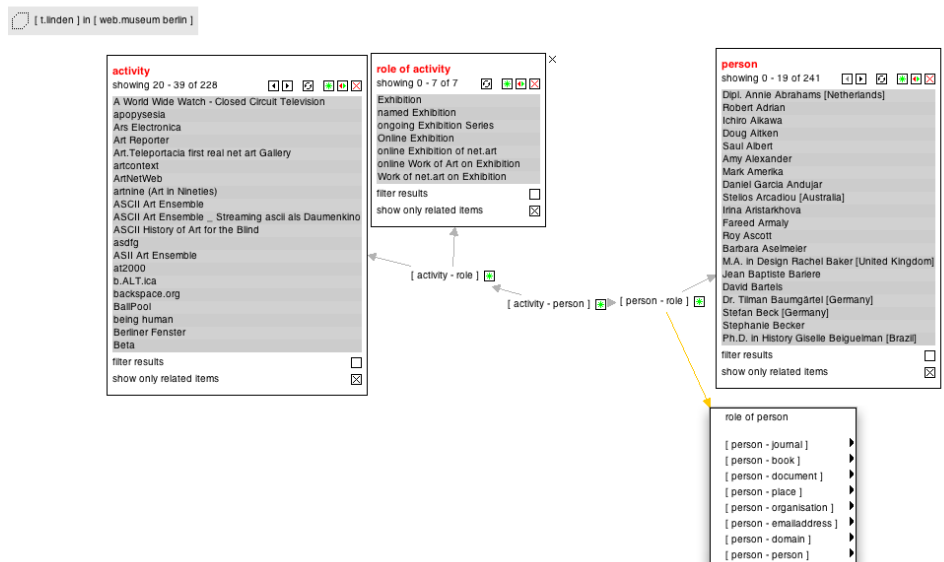 [ t.linden ] in [ web.museum berlin ]
activity
showing 20 - 39 of 228
A World Wide Watch - Closed Circuit Television
apopysesia
Ars Electronica
Art Reporter
Art.Teleportacia first real net art Gallery
artcontext
ArtNetWeb
artnine (Art in Nineties)
ASCII Art Ensemble
ASCII Art Ensemble _ Streaming ascii als Daumenkino
ASCII History of Art for the Blind
asdfg
ASII Art Ensemble
at2000
b.ALT.ica
backspace.org
BallPool
being human
Berliner Fenster
Beta
filter results
show only related items
role of activity
showing 0 - 7 of 7
Exhibition
named Exhibition
ongoing Exhibition Series
Online Exhibition
online Exhibition of net.art
online Work of Art on Exhibition
Work of net.art on Exhibition
filter results
show only related items
[ activity - role ]
[ activity - person ]
[ person - role ]
person
showing 0 - 19 of 241
Dipl. Annie Abrahams [Netherlands]
Robert Adrian
Ichiro Aikawa
Doug Aitken
Saul Albert
Amy Alexander
Mark Amerika
Daniel Garcia Andujar
Stelios Arcadiou [Australia]
Irina Aristarkhova
Fareed Armaly
Roy Ascott
Barbara Aselmeier
M.A. in Design Rachel Baker [United Kingdom]
Jean Baptiste Bariere
David Bartels
Dr. Tilman Baumgärtel [Germany]
Stefan Beck [Germany]
Stephanie Becker
Ph.D. in History Giselle Beiguelman [Brazil]
filter results
show only related items
role of person
[ person - journal ]
[ person - book ]
[ person - document ]
[ person - place ]
[ person - organisation ]
[ person - emailaddress ]
[ person - domain ]
[ person - person ]